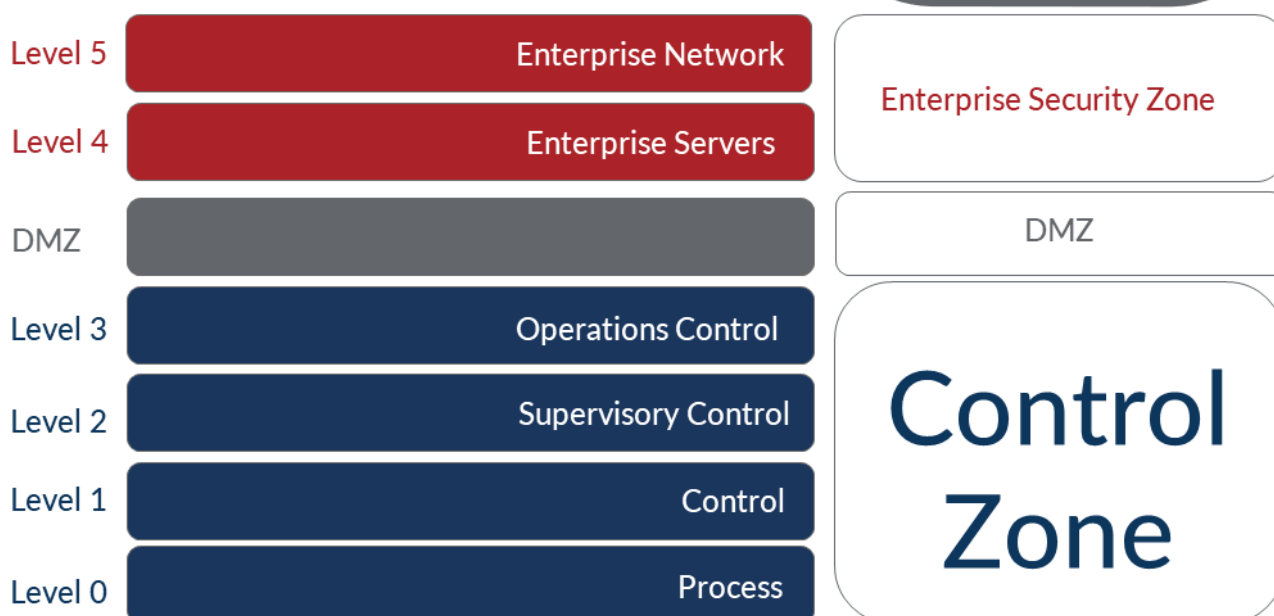 Level 5
Enterprise Network
Enterprise Security Zone
Level 4
Enterprise Servers
DMZ
DMZ
Level 3
Operations Control
Control
Zone
Level 2
Supervisory Control
Level 1
Control
Level 0
Process